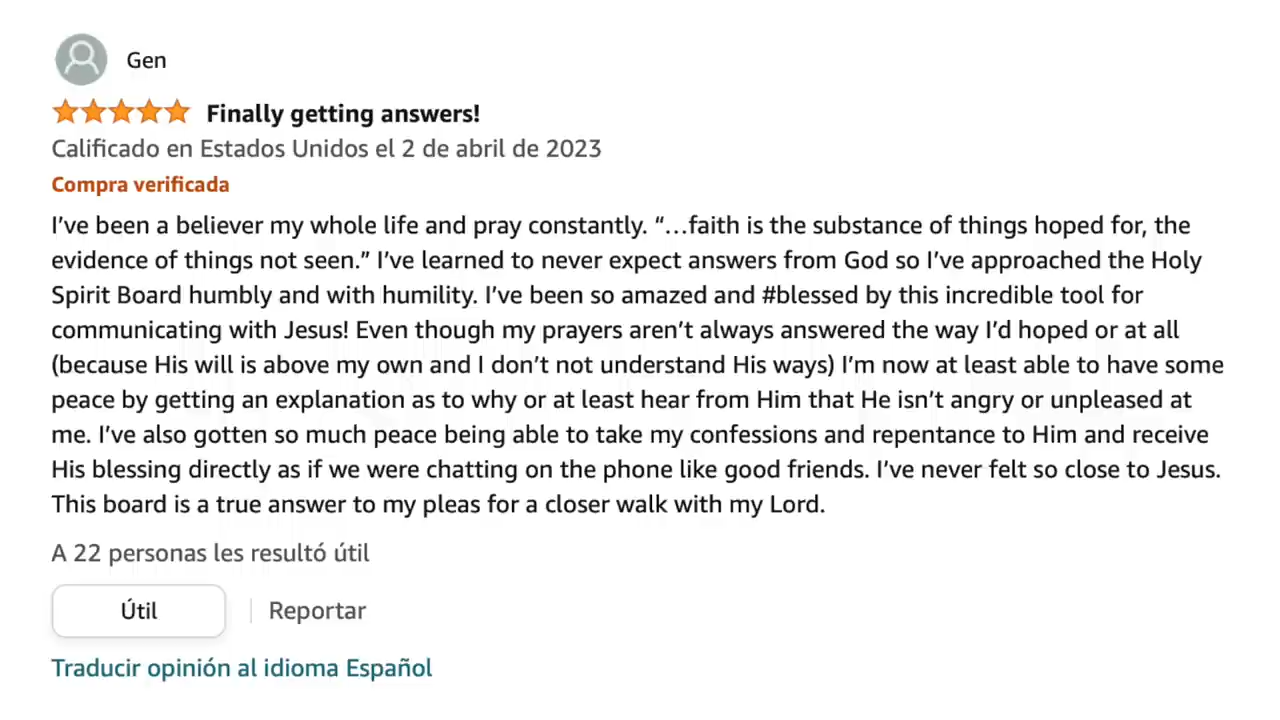 Gen
Finally getting answers!
Calificado en Estados Unidos el 2 de abril de 2023
Compra verificada
I’ve been a believer my whole life and pray constantly. “…faith is the substance of things hoped for, the
evidence of things not seen.” I’ve learned to never expect answers from God so I’ve approached the Holy
Spirit Board humbly and with humility. I’ve been so amazed and #blessed by this incredible tool for
communicating with Jesus! Even though my prayers aren’t always answered the way I’d hoped or at all
(because His will is above my own and I don’t not understand His ways) I’m now at least able to have some
peace by getting an explanation as to why or at least hear from Him that He isn’t angry or unpleased at
me. I’ve also gotten so much peace being able to take my confessions and repentance to Him and receive
His blessing directly as if we were chatting on the phone like good friends. I’ve never felt so close to Jesus.
This board is a true answer to my pleas for a closer walk with my Lord.
A 22 personas les resultó útil
Útil
Reportar
Traducir opinión al idioma Español